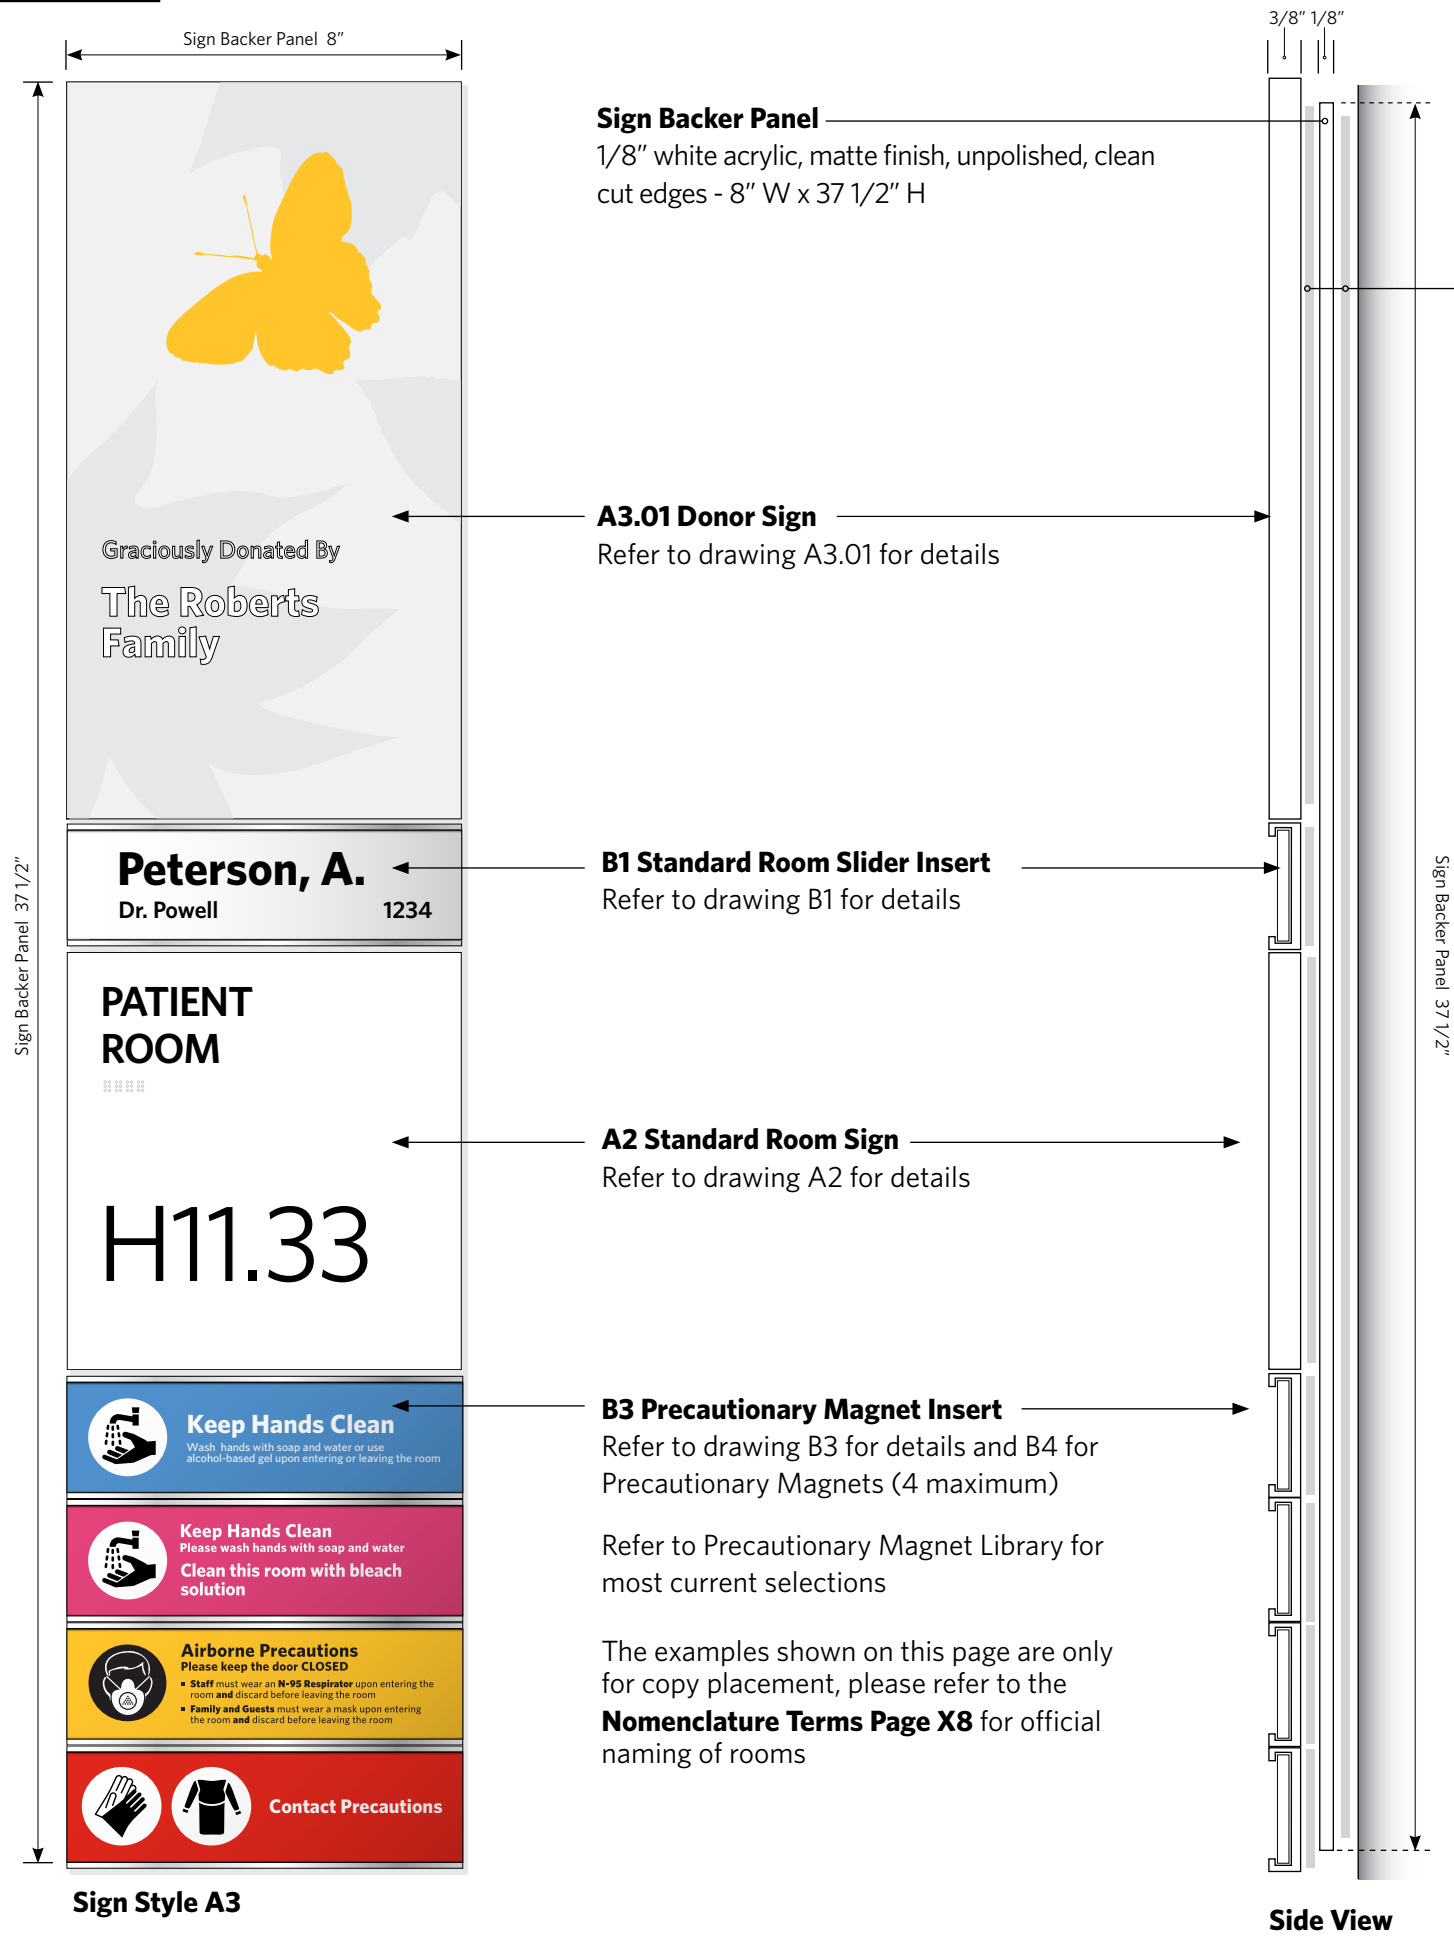 Sign Backer Panel 8"
3/8" 1/8"
Sign Backer Panel
1/8" white acrylic, matte finish, unpolished, clean
cut edges - 8" W x 37 1/2" H
A3.01 Donor Sign
Refer to drawing A3.01 for details
Graciously Donated By
The Roberts
Family
Sign Backer Panel 37 1/2"
Sign Backer Panel 37 1/2"
Peterson, A.
Dr. Powell 1234
B1 Standard Room Slider Insert
Refer to drawing B1 for details
PATIENT
ROOM
H11.33
A2 Standard Room Sign
Refer to drawing A2 for details
Keep Hands Clean
Wash hands with soap and water or use
alcohol-based gel upon entering or leaving the room
B3 Precautionary Magnet Insert
Refer to drawing B3 for details and B4 for
Precautionary Magnets (4 maximum)
Keep Hands Clean
Please wash hands with soap and water
Clean this room with bleach
solution
Refer to Precautionary Magnet Library for
most current selections
Airborne Precautions
Please keep the door CLOSED
▪ Staff must wear an N-95 Respirator upon entering the
room and discard before leaving the room
▪ Family and Guests must wear a mask upon entering
the room and discard before leaving the room
The examples shown on this page are only
for copy placement, please refer to the
Nomenclature Terms Page X8 for official
naming of rooms
Contact Precautions
Sign Style A3
Side View